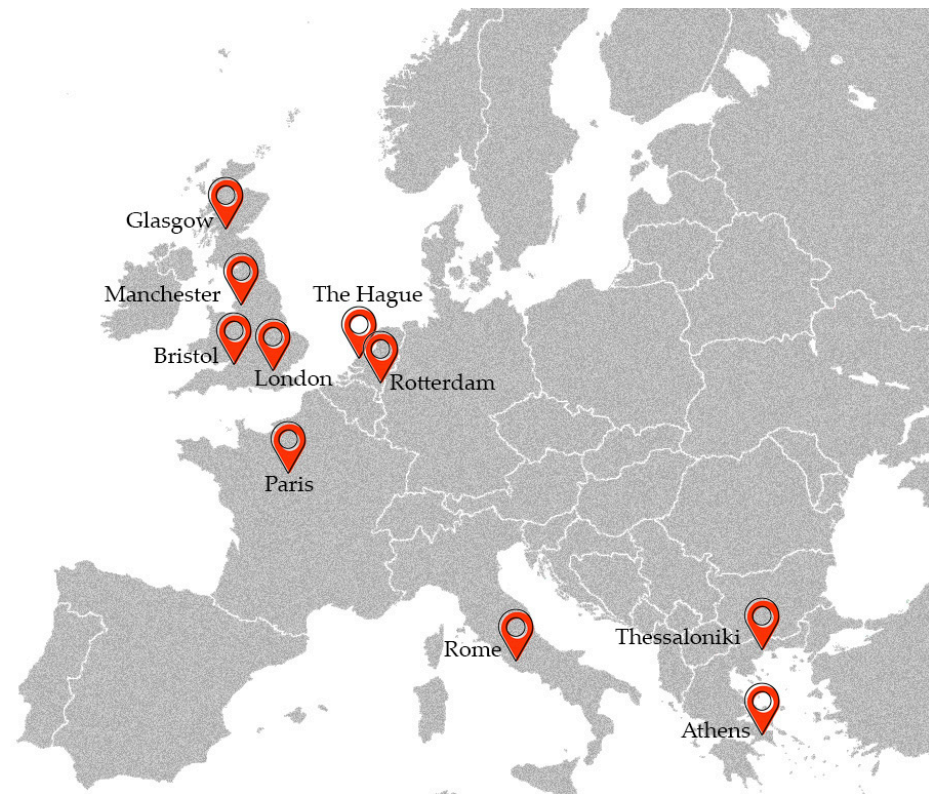 Glasgow
Manchester
The Hague
Bristol
London
Rotterdam
Paris
Thessaloniki
Rome
Athens